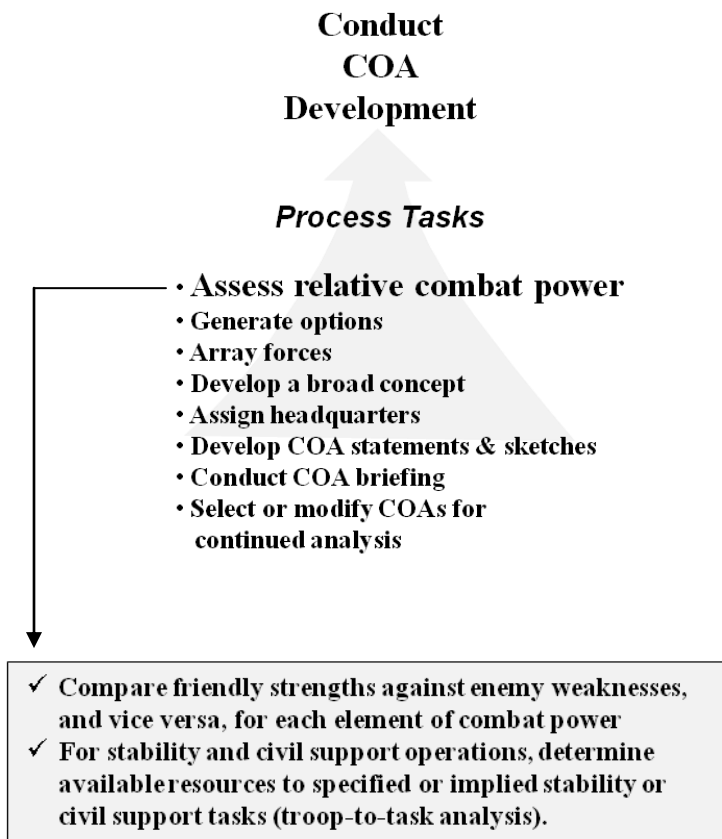 Conduct
COA
Development
Process Tasks
• Assess relative combat power
• Generate options
• Array forces
• Develop a broad concept
• Assign headquarters
• Develop COA statements & sketches
• Conduct COA briefing
• Select or modify COAs for
continued analysis
✓ Compare friendly strengths against enemy weaknesses,
and vice versa, for each element of combat power
✓ For stability and civil support operations, determine
available resources to specified or implied stability or
civil support tasks (troop-to-task analysis).